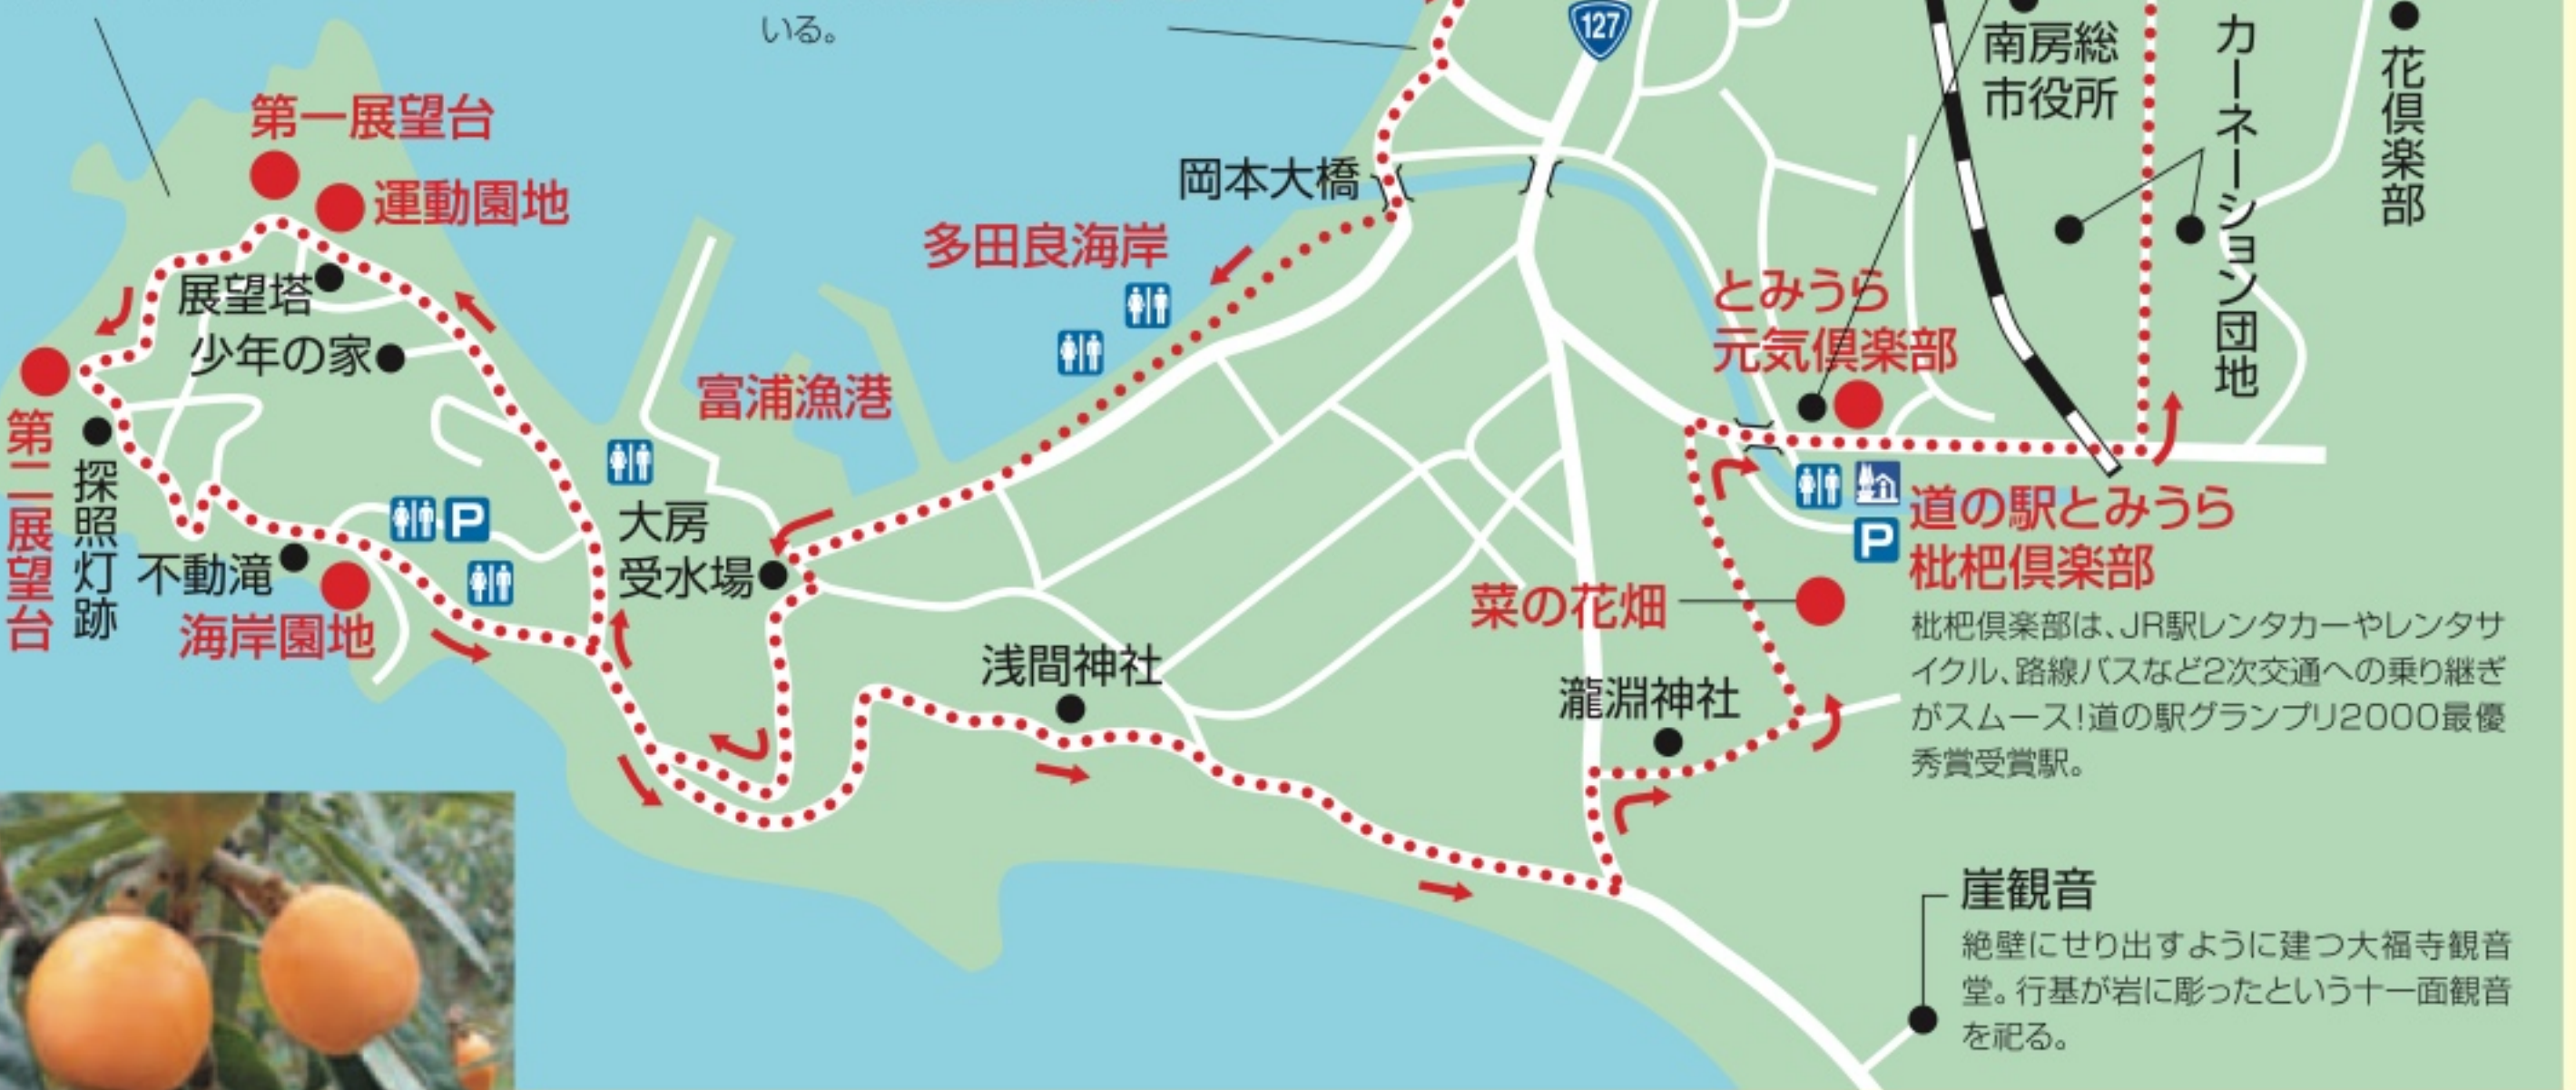 いる。
127
南房総
市役所
カーネーション団地
花倶楽部
第一展望台
運動園地
岡本大橋
多田良海岸
展望塔
少年の家
とみうら
元気倶楽部
富浦漁港
第二展望台
探照灯跡
P
大房
受水場
不動滝
海岸園地
道の駅とみうら
枇杷倶楽部
P
菜の花畑
枇杷倶楽部は、JR駅レンタカーやレンタサ
イクル、路線バスなど2次交通への乗り継ぎ
がスムース!道の駅グランプリ2000最優
秀賞受賞駅。
浅間神社
瀧淵神社
崖観音
絶壁にせり出すように建つ大福寺観音
堂。行基が岩に彫ったという十一面観音
を祀る。